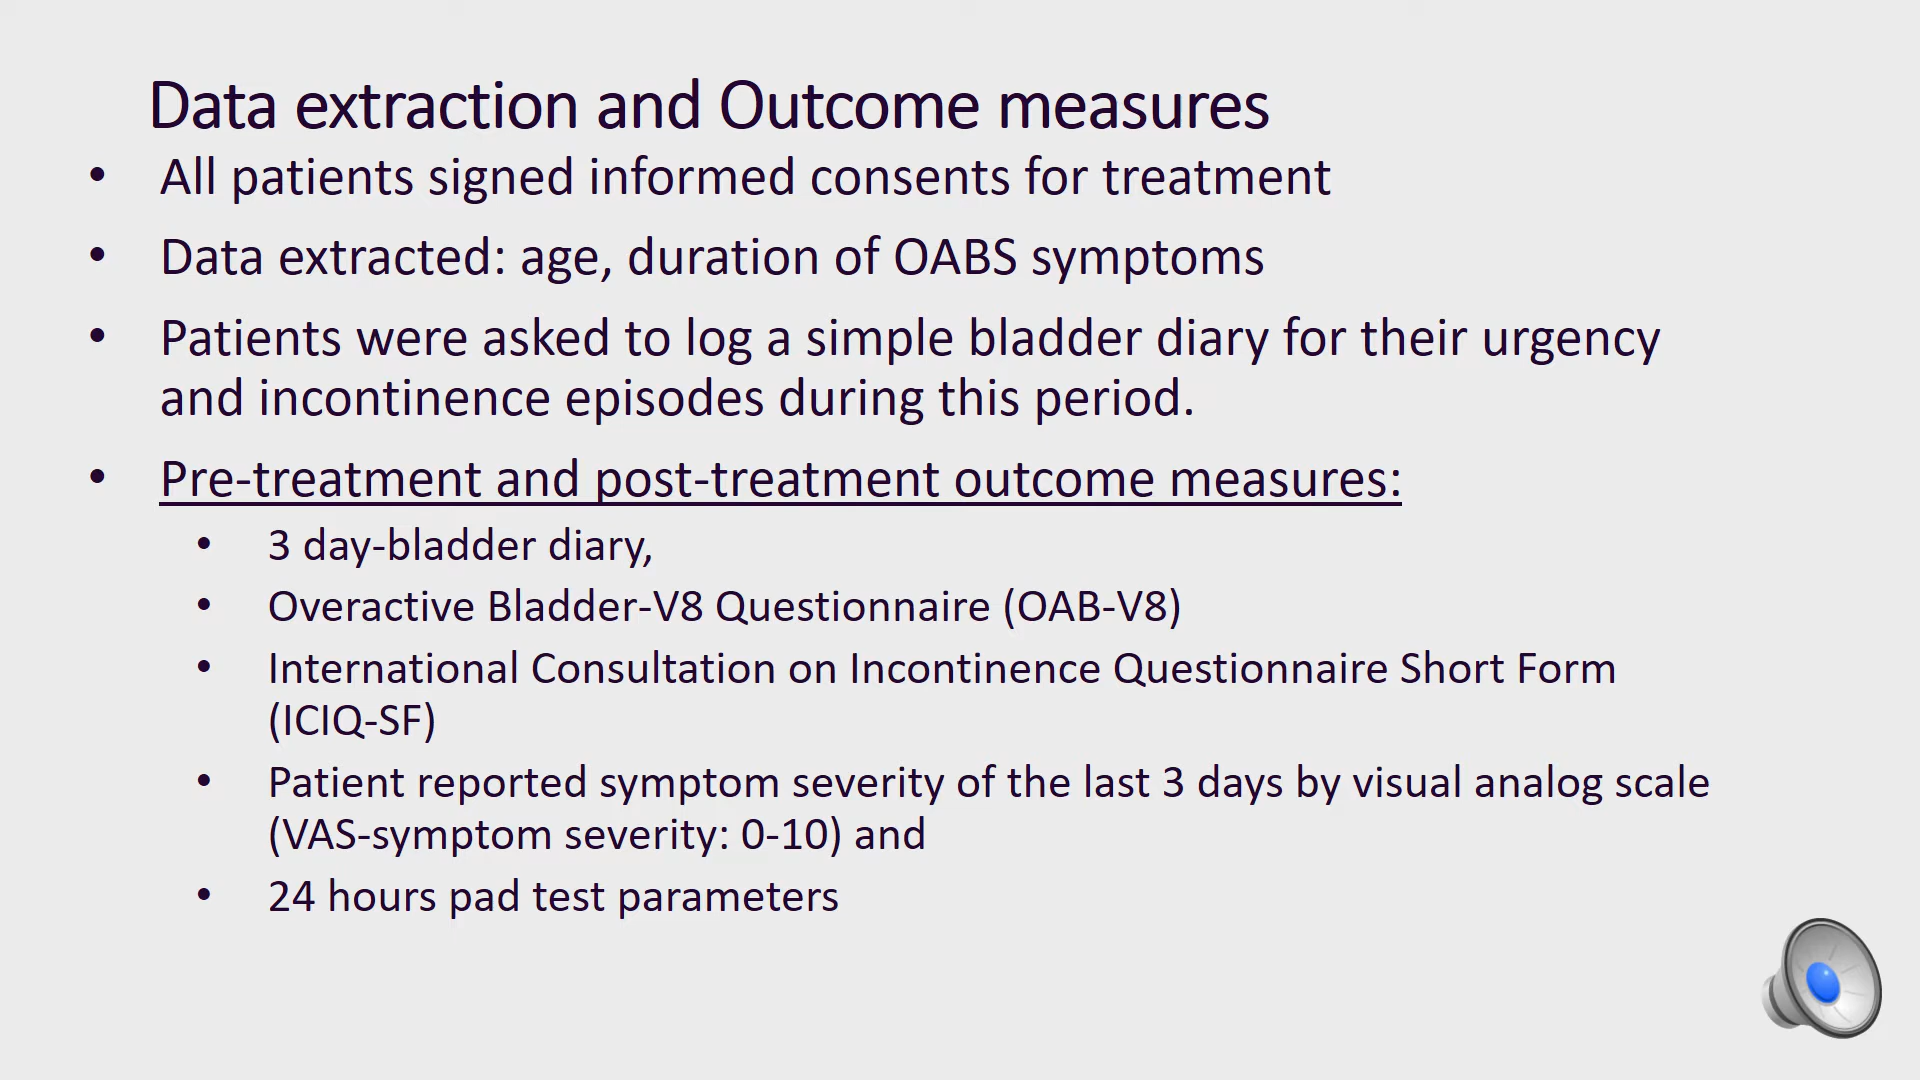 Data extraction and Outcome measures
• All patients signed informed consents for treatment
• Data extracted: age, duration of OABS symptoms
• Patients were asked to log a simple bladder diary for their urgency
and incontinence episodes during this period.
• Pre-treatment and post-treatment outcome measures:
• 3 day-bladder diary,
• Overactive Bladder-V8 Questionnaire (OAB-V8)
• International Consultation on Incontinence Questionnaire Short Form
(ICIQ-SF)
• Patient reported symptom severity of the last 3 days by visual analog scale
(VAS-symptom severity: 0-10) and
• 24 hours pad test parameters